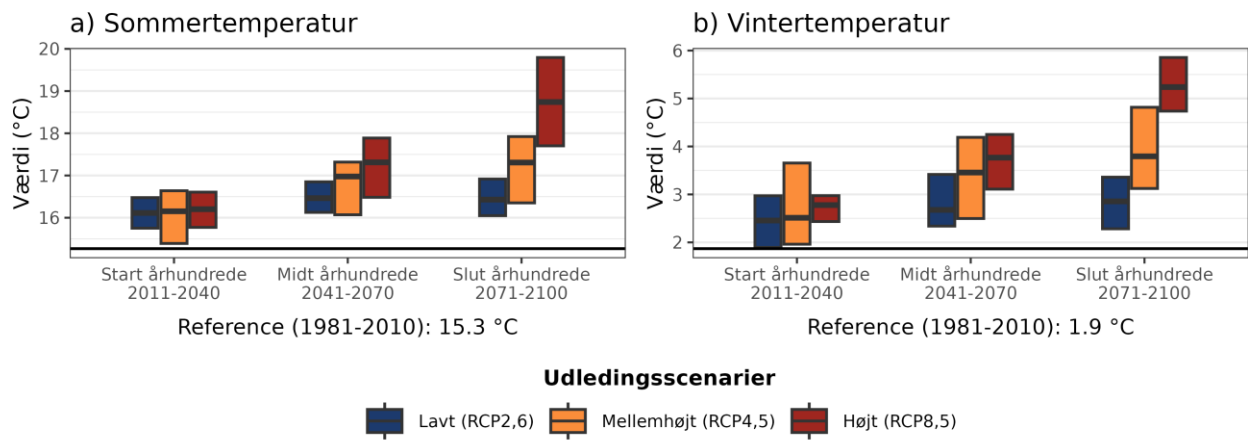 a) Sommertemperatur
Værdi (°C)
20
19
18
17
16
Start århundrede
2011-2040
Midt århundrede
2041-2070
Slut århundrede
2071-2100
Reference (1981-2010): 15.3 °C
b) Vintertemperatur
Værdi (°C)
6
5
4
3
2
Start århundrede
2011-2040
Midt århundrede
2041-2070
Slut århundrede
2071-2100
Reference (1981-2010): 1.9 °C
Udledingsscenarier
Lavt (RCP2,6)
Mellemhøjt (RCP4,5)
Højt (RCP8,5)